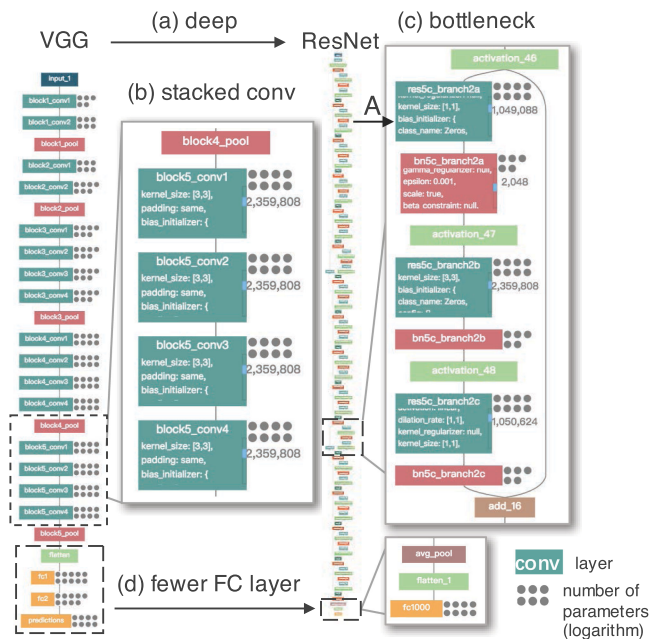 (a) deep
VGG
ResNet
(c) bottleneck
(b) stacked conv
A
input_1
block1_conv1
block1_conv2
block1_pool
block2_conv1
block2_conv2
block2_pool
block3_conv1
block3_conv2
block3_conv3
block3_conv4
block3_pool
block4_conv1
block4_conv2
block4_conv3
block4_conv4
block4_pool
block5_conv1
block5_conv2
block5_conv3
block5_conv4
block5_pool
flatten
fc1
fc2
predictions
block4_pool
block5_conv1
kernel_size: [3,3],
padding: same,
bias_initializer: {
2,359,808
block5_conv2
kernel_size: [3,3],
padding: same,
bias_initializer: {
2,359,808
block5_conv3
kernel_size: [3,3],
padding: same,
bias_initializer: {
2,359,808
block5_conv4
kernel_size: [3,3],
padding: same,
bias_initializer: {
2,359,808
activation_46
res5c_branch2a
kernel_size: [1,1],
bias_initializer: {
class_name: Zeros,
1,049,088
bn5c_branch2a
gamma_regularizer: null,
epsilon: 0.001,
scale: true,
beta_constraint: null.
2,048
activation_47
res5c_branch2b
kernel_size: [3,3],
bias_initializer: {
class_name: Zeros,
2,359,808
bn5c_branch2b
activation_48
res5c_branch2c
dilation_rate: [1,1],
kernel_regularizer: null,
kernel_size: [1,1],
1,050,624
bn5c_branch2c
add_16
(d) fewer FC layer
avg_pool
flatten_1
fc1000
conv layer
number of
parameters
(logarithm)